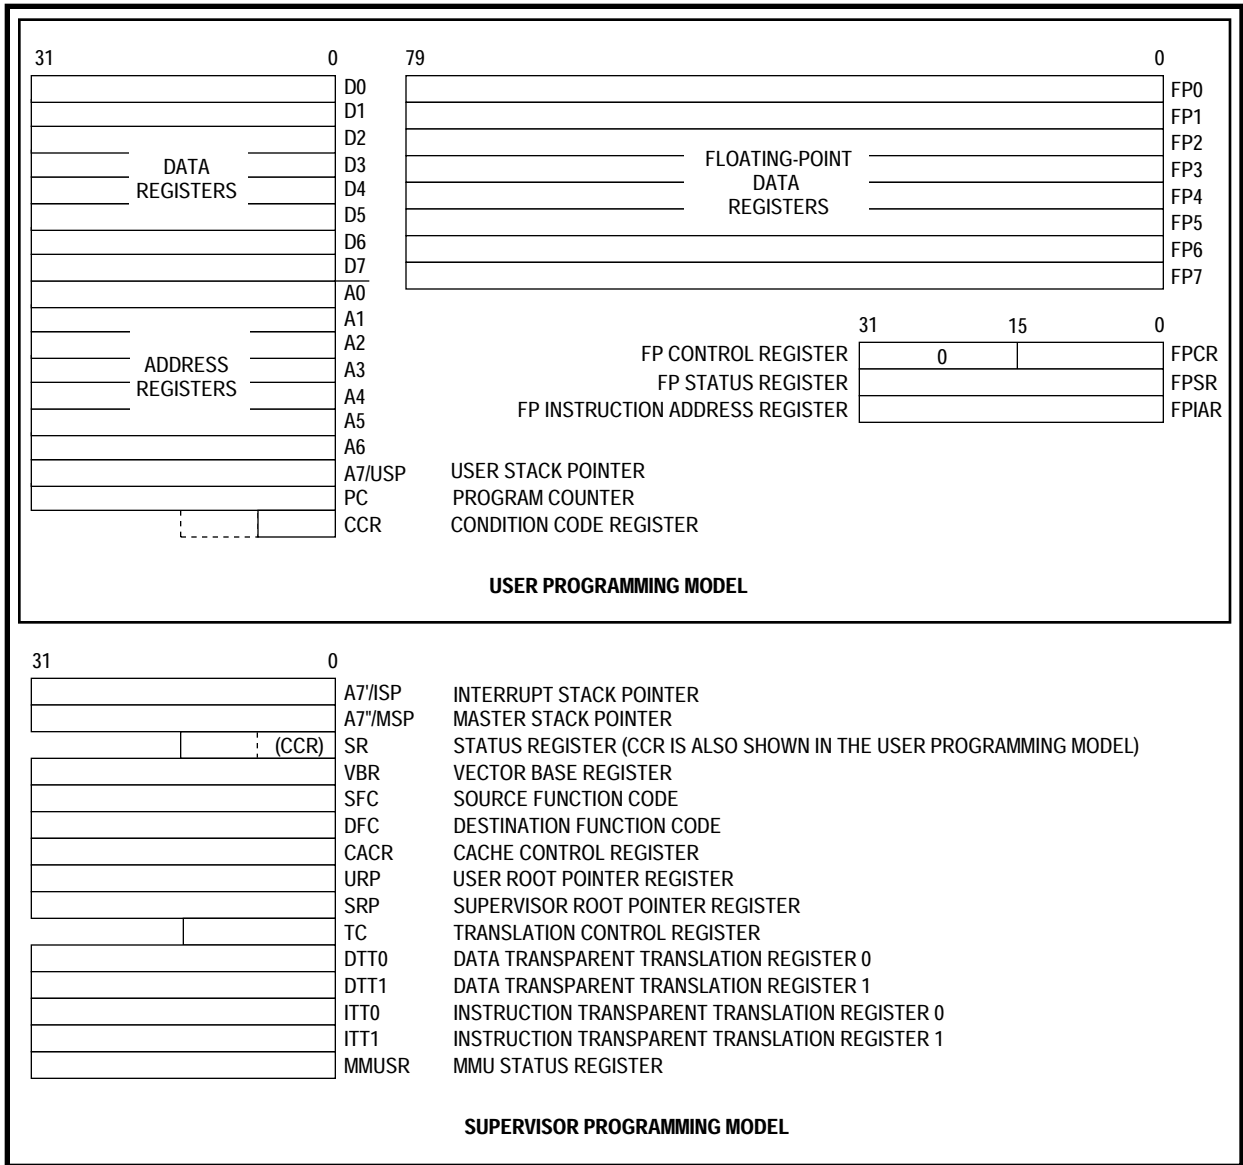 31 0
D0
D1
D2
D3
D4
D5
D6
D7
DATA
REGISTERS
A0
A1
A2
A3
A4
A5
A6
ADDRESS
REGISTERS
A7/USP USER STACK POINTER
PC PROGRAM COUNTER
CCR CONDITION CODE REGISTER
79 0
FP0
FP1
FP2
FP3
FP4
FP5
FP6
FP7
FLOATING-POINT
DATA
REGISTERS
31 15 0
FP CONTROL REGISTER 0 FPCR
FP STATUS REGISTER FPSR
FP INSTRUCTION ADDRESS REGISTER FPIAR
USER PROGRAMMING MODEL
31 0
A7'/ISP INTERRUPT STACK POINTER
A7"/MSP MASTER STACK POINTER
(CCR) SR STATUS REGISTER (CCR IS ALSO SHOWN IN THE USER PROGRAMMING MODEL)
VBR VECTOR BASE REGISTER
SFC SOURCE FUNCTION CODE
DFC DESTINATION FUNCTION CODE
CACR CACHE CONTROL REGISTER
URP USER ROOT POINTER REGISTER
SRP SUPERVISOR ROOT POINTER REGISTER
TC TRANSLATION CONTROL REGISTER
DTT0 DATA TRANSPARENT TRANSLATION REGISTER 0
DTT1 DATA TRANSPARENT TRANSLATION REGISTER 1
ITT0 INSTRUCTION TRANSPARENT TRANSLATION REGISTER 0
ITT1 INSTRUCTION TRANSPARENT TRANSLATION REGISTER 1
MMUSR MMU STATUS REGISTER
SUPERVISOR PROGRAMMING MODEL